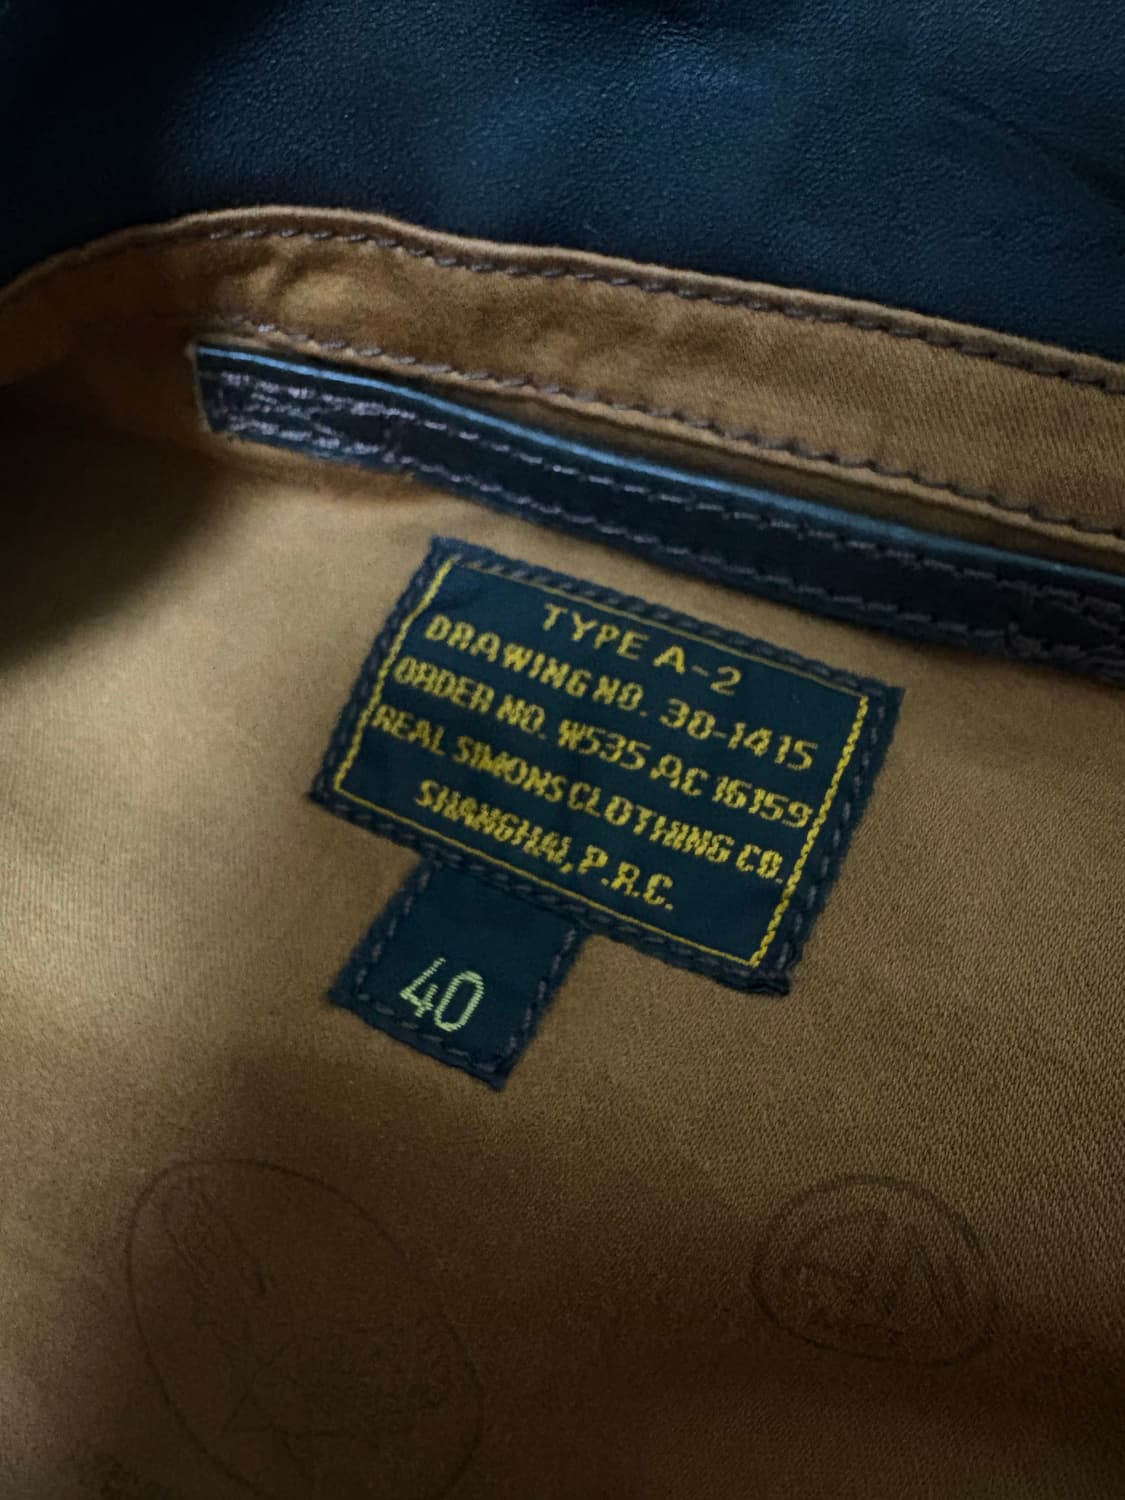 TYPE A-2
DRAWING NO. 30-1415
ORDER NO. W535 AC 16159
REAL SIMONS CLOTHING CO.
SHANGHAI, P.R.C.
40